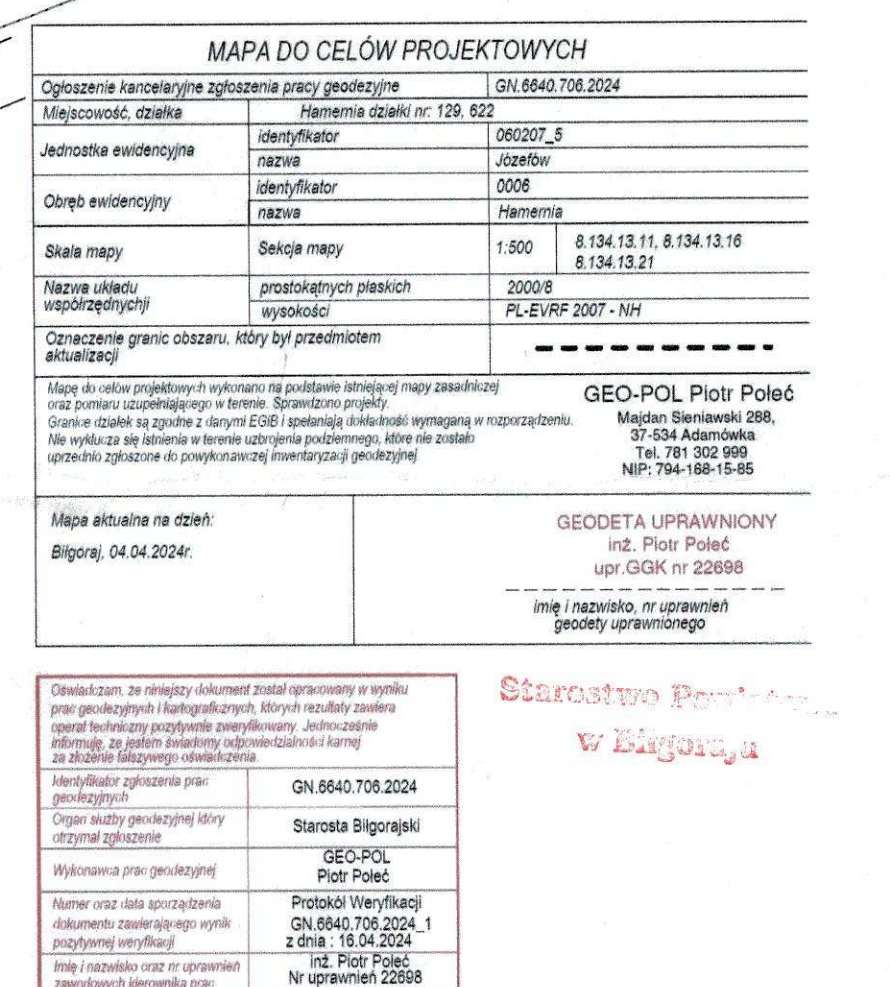 MAPA DO CELÓW PROJEKTOWYCH
Ogłoszenie kancelaryjne zgłoszenia pracy geodezyjne GN.6640.706.2024
Miejscowość, działka Hamernia działki nr: 129, 622
Jednostka ewidencyjna identyfikator 060207_5
nazwa Józefów
Obręb ewidencyjny identyfikator 0006
nazwa Hamernia
Skala mapy Sekcja mapy 1:500 8.134.13.11, 8.134.13.16
8.134.13.21
Nazwa układu współrzędnychji prostokątnych płaskich 2000/8
wysokości PL-EVRF 2007 - NH
Oznaczenie granic obszaru, który był przedmiotem
aktualizacji
Mapę do celów projektowych wykonano na podstawie istniejącej mapy zasadniczej
oraz pomiaru uzupełniającego w terenie. Sprawdzono projekty.
Granice działek są zgodne z danymi EGiB i spełaniają dokładność wymaganą w rozporządzeniu.
Nie wyklucza się istnienia w terenie uzbrojenia podziemnego, które nie zostało
uprzednio zgłoszone do powykonawczej inwentaryzacji geodezyjnej
GEO-POL Piotr Połeć
Majdan Sieniawski 288,
37-534 Adamówka
Tel. 781 302 999
NIP: 794-168-15-85
Mapa aktualna na dzień:
Biłgoraj, 04.04.2024r.
GEODETA UPRAWNIONY
inż. Piotr Połeć
upr.GGK nr 22698
imię i nazwisko, nr uprawnień
geodety uprawnionego
Oświadczam, że niniejszy dokument został opracowany w wyniku
prac geodezyjnych i kartograficznych, których rezultaty zawiera
operat techniczny pozytywnie zweryfikowany. Jednocześnie
informuję, że jestem świadomy odpowiedzialności karnej
za złożenie fałszywego oświadczenia.
Identyfikator zgłoszenia prac
geodezyjnych GN.6640.706.2024
Organ służby geodezyjnej który
otrzymał zgłoszenie Starosta Biłgorajski
Wykonawca prac geodezyjnej GEO-POL
Piotr Połeć
Numer oraz data sporządzenia
dokumentu zawierającego wynik
pozytywnej weryfikacji
Protokół Weryfikacji
GN.6640.706.2024_1
z dnia : 16.04.2024
Imię i nazwisko oraz nr uprawnień
zawodowych kierownika prac
inż. Piotr Połeć
Nr uprawnień 22698
Starostwo
w Biłgoraju